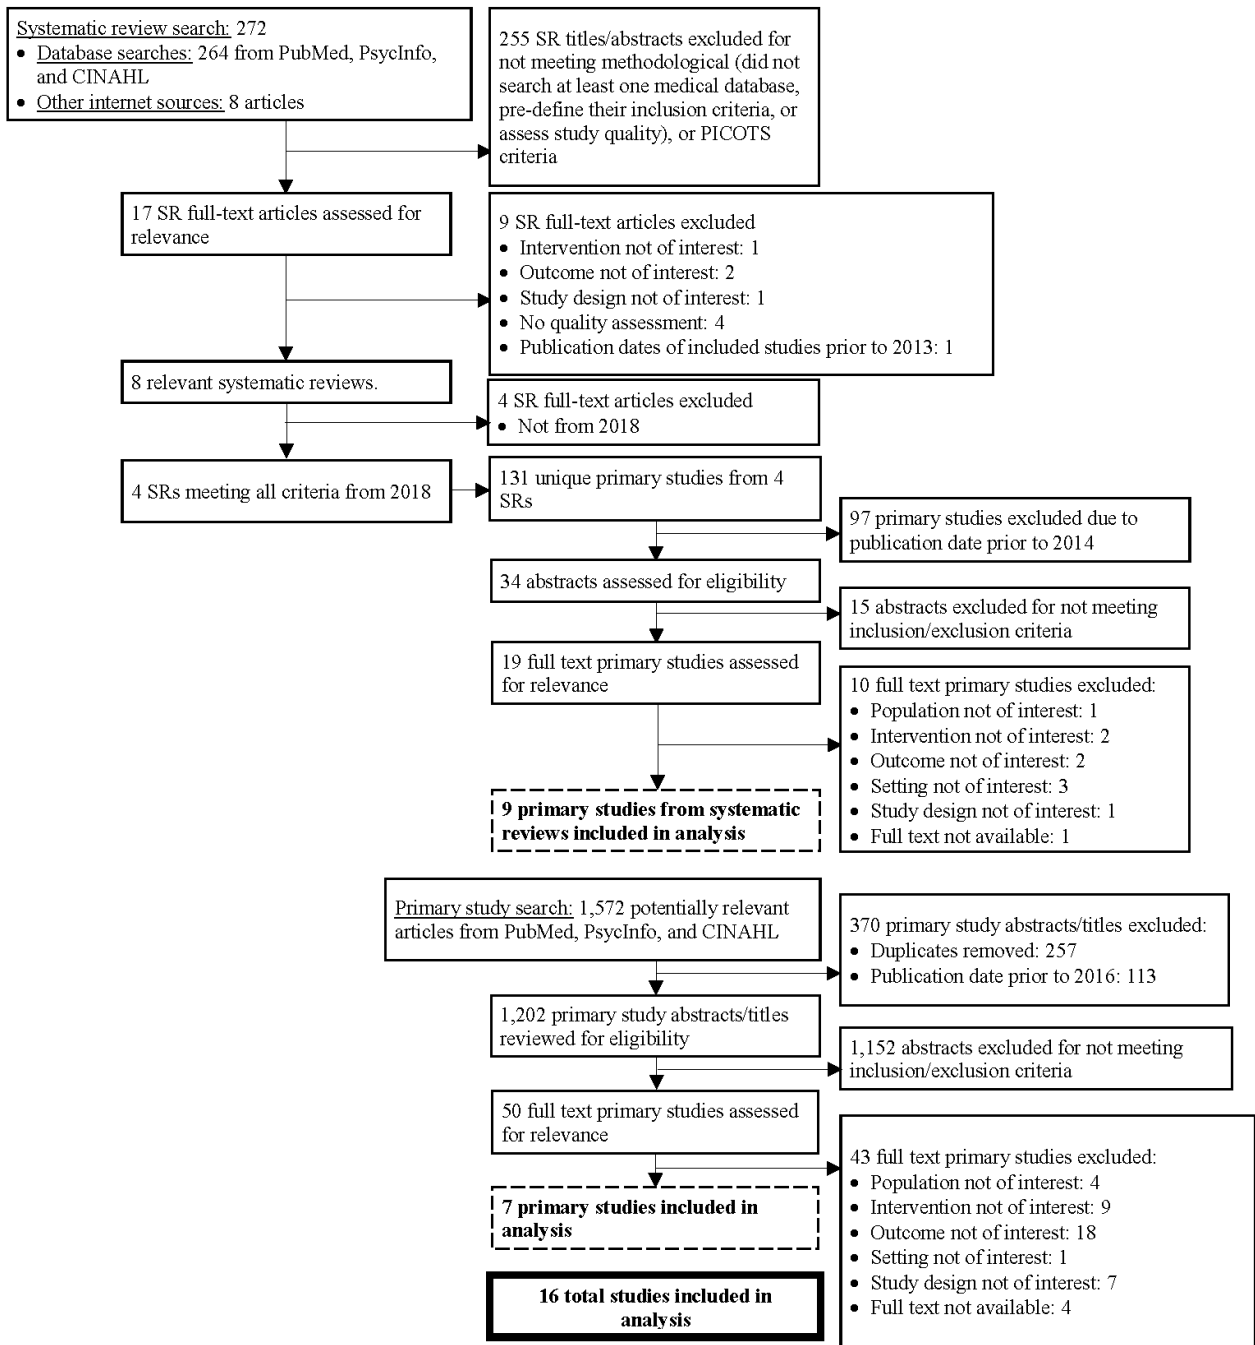 Systematic review search: 272
• Database searches: 264 from PubMed, PsycInfo,
and CINAHL
• Other internet sources: 8 articles
255 SR titles/abstracts excluded for
not meeting methodological (did not
search at least one medical database,
pre-define their inclusion criteria, or
assess study quality), or PICOTS
criteria
17 SR full-text articles assessed for
relevance
9 SR full-text articles excluded
• Intervention not of interest: 1
• Outcome not of interest: 2
• Study design not of interest: 1
• No quality assessment: 4
• Publication dates of included studies prior to 2013: 1
8 relevant systematic reviews.
4 SR full-text articles excluded
• Not from 2018
4 SRs meeting all criteria from 2018
131 unique primary studies from 4
SRs
97 primary studies excluded due to
publication date prior to 2014
34 abstracts assessed for eligibility
15 abstracts excluded for not meeting
inclusion/exclusion criteria
19 full text primary studies assessed
for relevance
10 full text primary studies excluded:
• Population not of interest: 1
• Intervention not of interest: 2
• Outcome not of interest: 2
• Setting not of interest: 3
• Study design not of interest: 1
• Full text not available: 1
9 primary studies from systematic
reviews included in analysis
Primary study search: 1,572 potentially relevant
articles from PubMed, PsycInfo, and CINAHL
370 primary study abstracts/titles excluded:
• Duplicates removed: 257
• Publication date prior to 2016: 113
1,202 primary study abstracts/titles
reviewed for eligibility
1,152 abstracts excluded for not meeting
inclusion/exclusion criteria
50 full text primary studies assessed
for relevance
43 full text primary studies excluded:
• Population not of interest: 4
• Intervention not of interest: 9
• Outcome not of interest: 18
• Setting not of interest: 1
• Study design not of interest: 7
• Full text not available: 4
7 primary studies included in
analysis
16 total studies included in
analysis